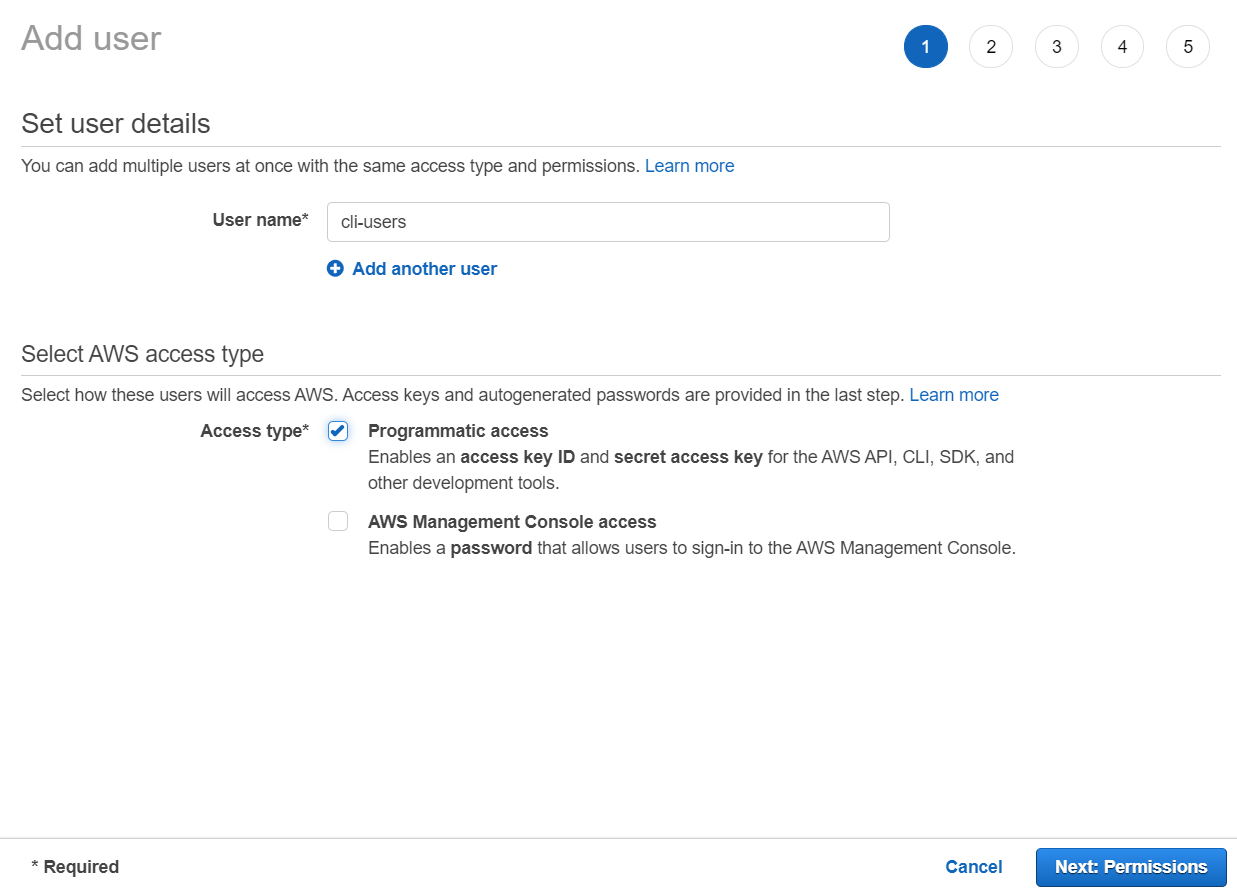 Add user
1 2 3 4 5
Set user details
You can add multiple users at once with the same access type and permissions. Learn more
User name* cli-users
Add another user
Select AWS access type
Select how these users will access AWS. Access keys and autogenerated passwords are provided in the last step. Learn more
Access type* Programmatic access
Enables an access key ID and secret access key for the AWS API, CLI, SDK, and
other development tools.
AWS Management Console access
Enables a password that allows users to sign-in to the AWS Management Console.
* Required Cancel Next: Permissions